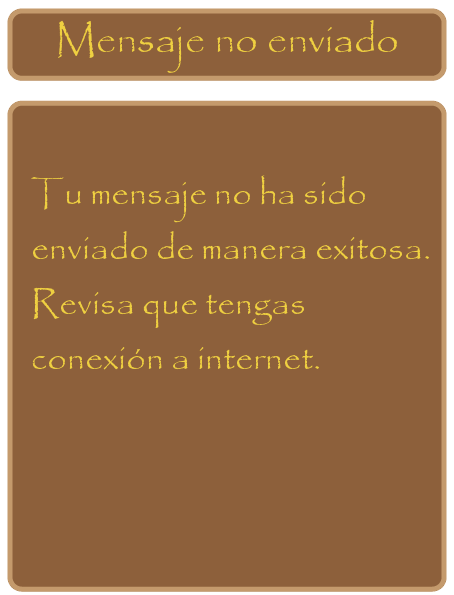 Mensaje no enviado
Tu mensaje no ha sido
enviado de manera exitosa.
Revisa que tengas
conexión a internet.